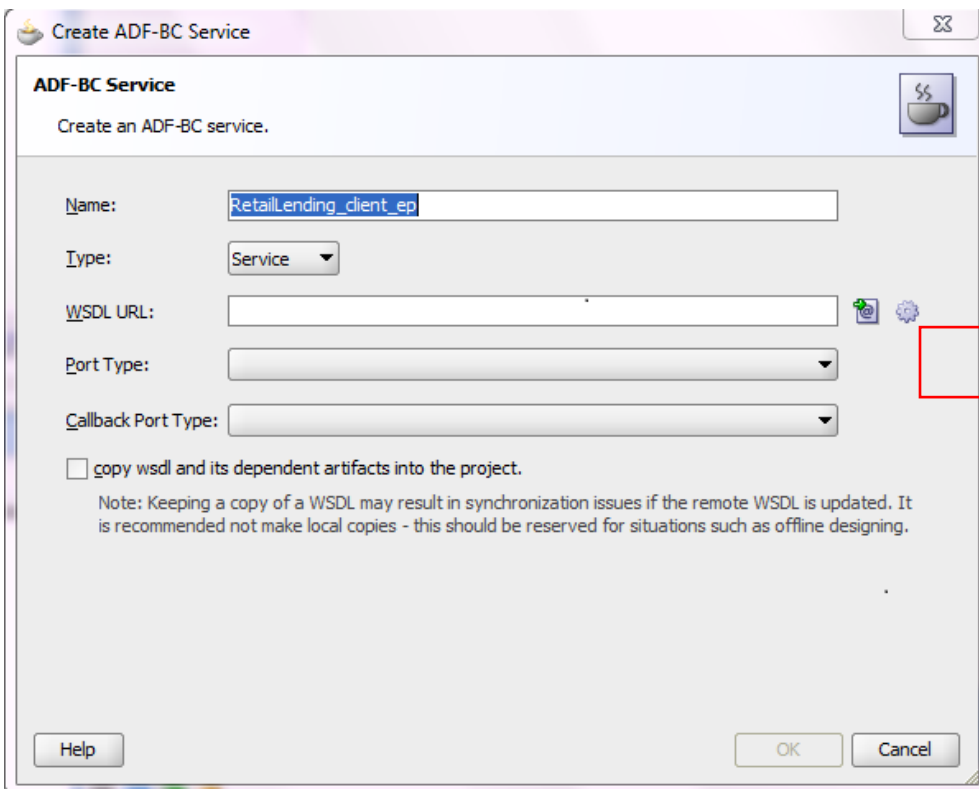 Create ADF-BC Service
ADF-BC Service
Create an ADF-BC service.
Name:
RetailLending_client_ep
Type:
Service
WSDL URL:
Port Type:
Callback Port Type:
copy wsdl and its dependent artifacts into the project.
Note: Keeping a copy of a WSDL may result in synchronization issues if the remote WSDL is updated. It
is recommended not make local copies - this should be reserved for situations such as offline designing.
Help
OK
Cancel